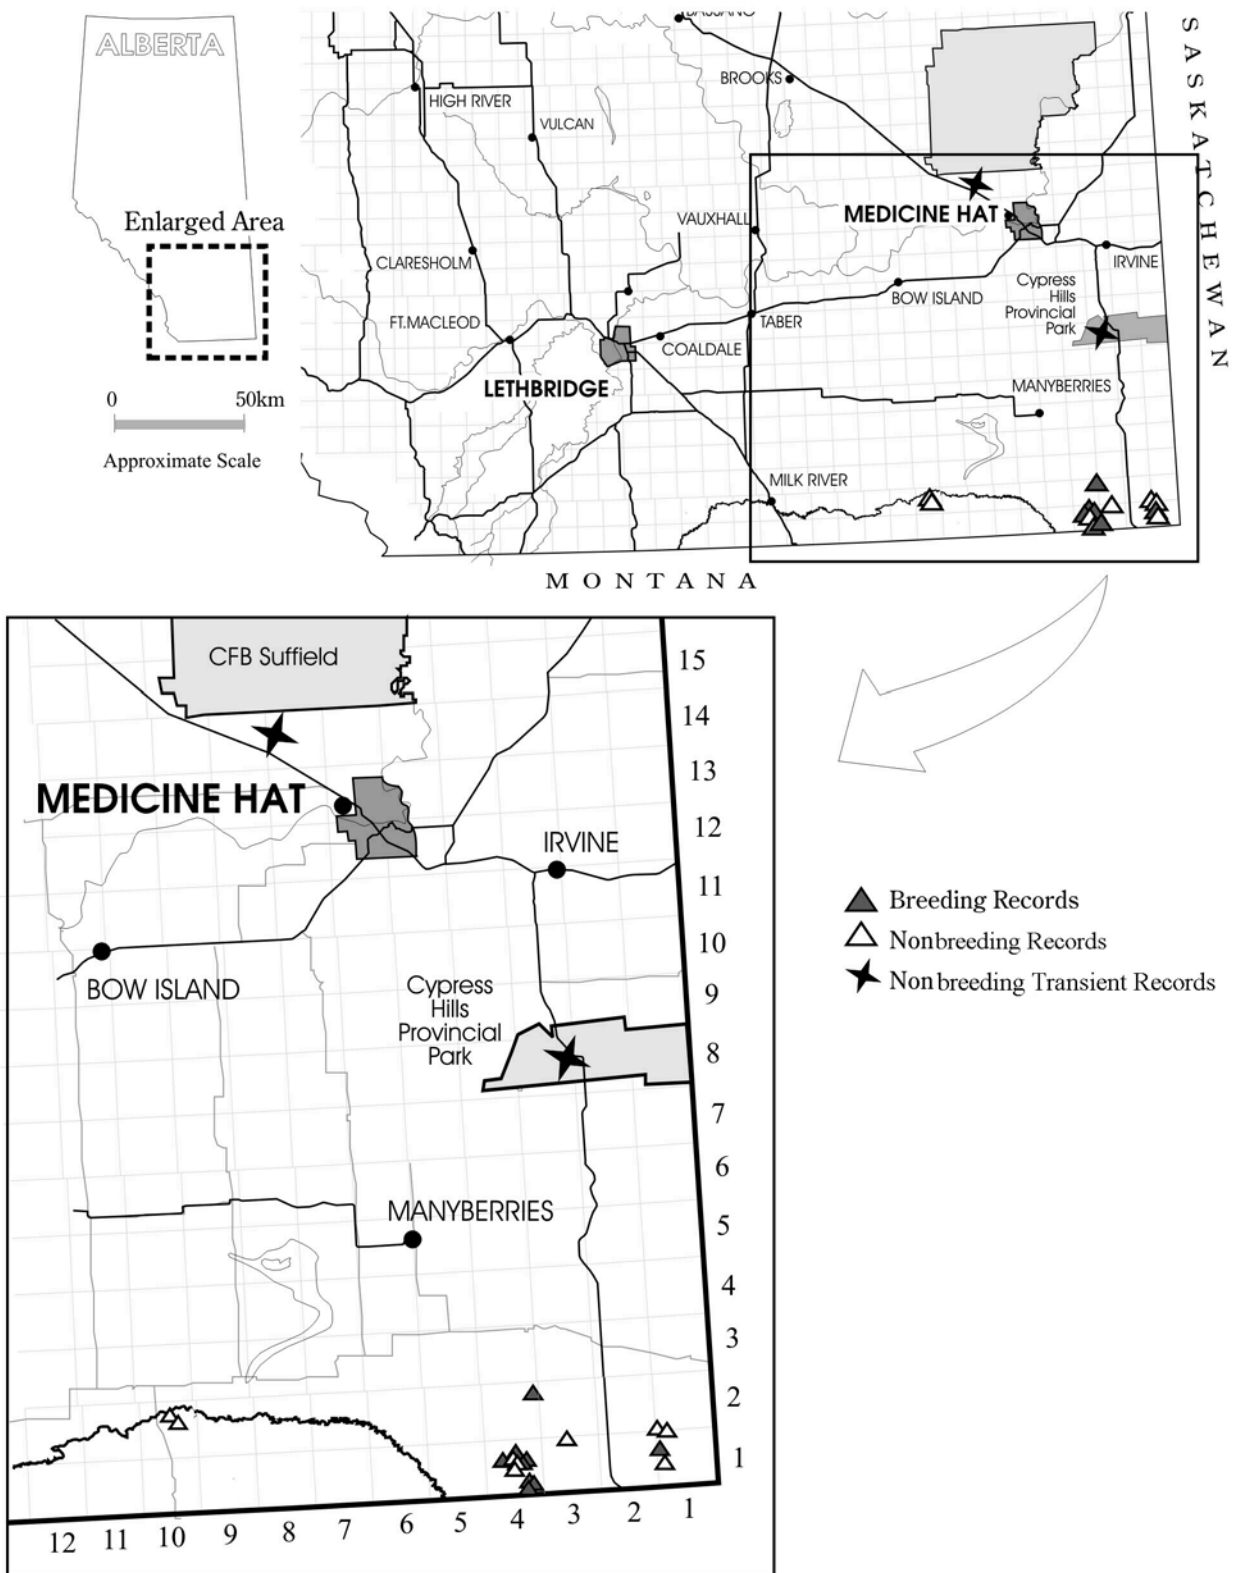 ALBERTA
Enlarged Area
0 50km
Approximate Scale
BASSANO
BROOKS
HIGH RIVER
VULCAN
VAUXHALL
MEDICINE HAT
CLARESHOLM
IRVINE
Cypress
Hills
Provincial
Park
BOW ISLAND
FT.MACLEOD
TABER
COALDALE
LETHBRIDGE
MANYBERRIES
MILK RIVER
SASKATCHEWAN
MONTANA
CFB Suffield
15
14
13
MEDICINE HAT
12
IRVINE
11
10
BOW ISLAND
Cypress
Hills
Provincial
Park
9
8
7
6
MANYBERRIES
5
4
3
2
1
12 11 10 9 8 7 6 5 4 3 2 1
Breeding Records
Nonbreeding Records
Nonbreeding Transient Records